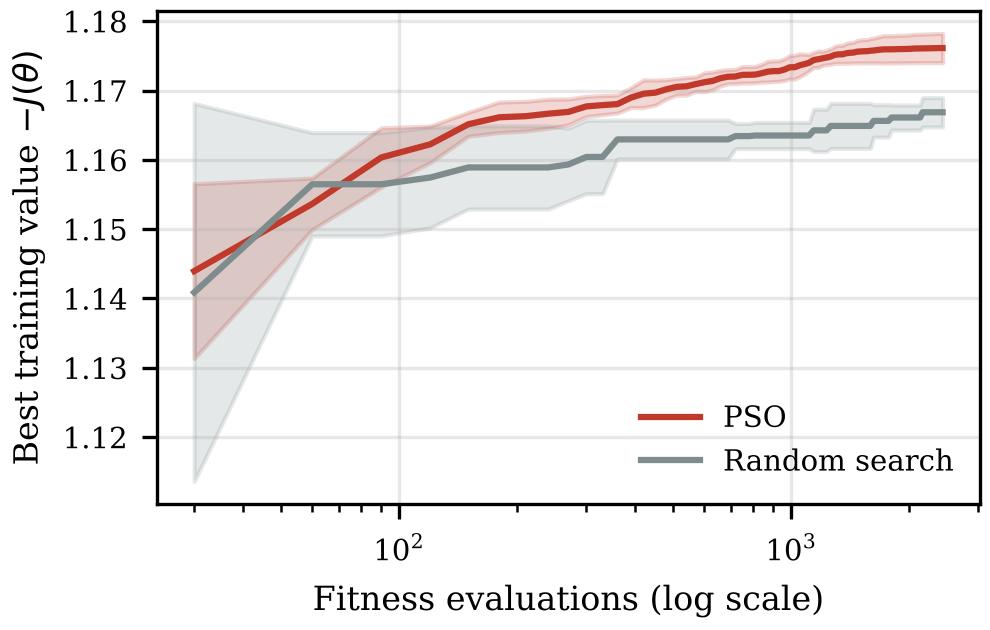 Best training value −J(θ)
1.18
1.17
1.16
1.15
1.14
1.13
1.12
PSO
Random search
10²
10³
Fitness evaluations (log scale)